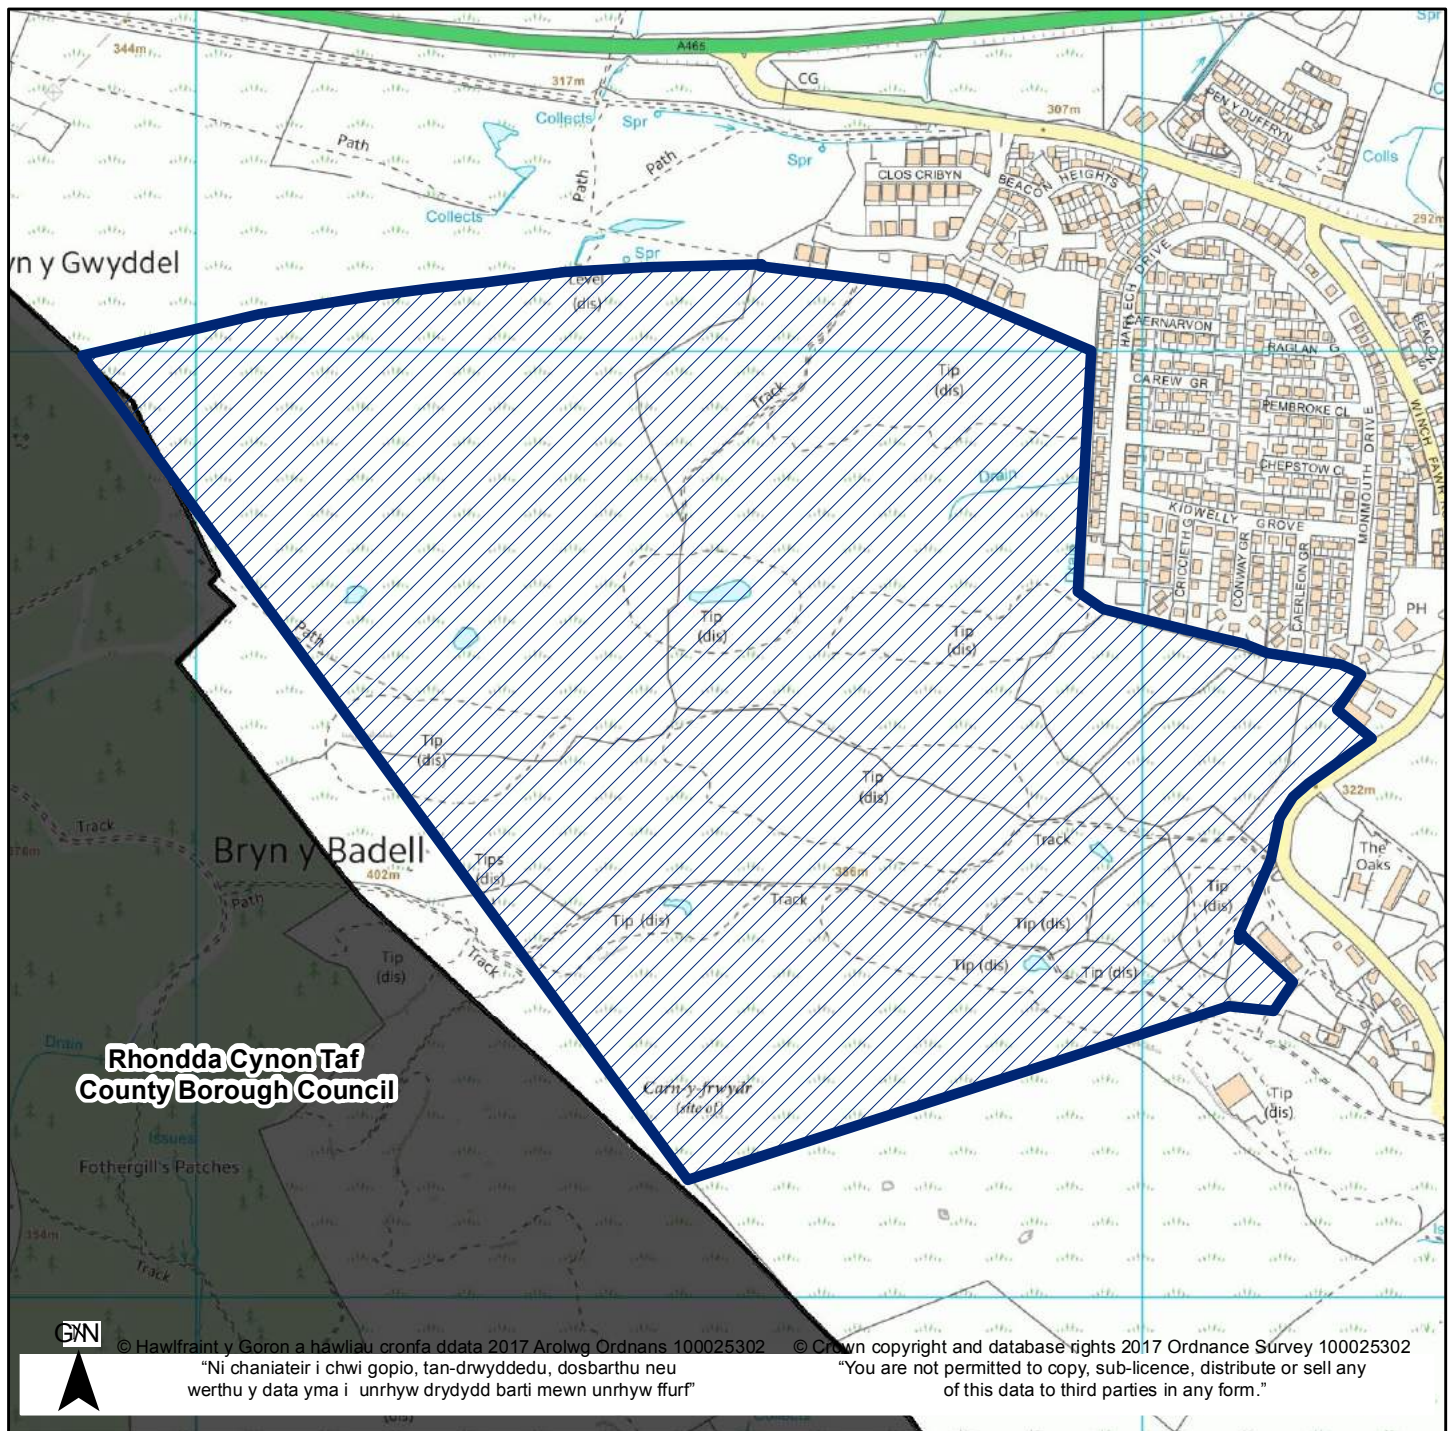 A465
Spr
344m
317m
CG
PEN Y DUFFRYN
307m
Collects
Spr
Path
Path
Path
Spr
CLOS CRIBYN
BEACON HEIGHTS
Colls
Collects
292m
yn y Gwyddel
Spr
DRIVE
Level
(dis)
HARLECH
CAERNARVON
RAGLAN G
BEACONS
Tip
(dis)
Track
CAREW GR
PEMBROKE CL
MONMOUTH DRIVE
WINCH FAWR
Drain
CHEPSTOW CL
KIDWELLY GROVE
CRICCIETH G
CONWAY GR
CAERLEON GR
Drain
PH
Path
Tip
(dis)
Tip
(dis)
Tip
(dis)
Tip
(dis)
322m
Track
376m
Bryn y Badell
402m
Tips
(dis)
386m
Track
The
Oaks
Path
Track
Tip
(dis)
Tip (dis)
Tip (dis)
Tip
(dis)
Track
Tip (dis)
Tip (dis)
Drain
Rhondda Cynon Taf
County Borough Council
Carn-y-frwydr
(site of)
Tip
(dis)
Issues
Fothergill's Patches
354m
Track
Is
GN
© Hawlfraint y Goron a hawliau cronfa ddata 2017 Arolwg Ordnans 100025302
“Ni chaniateir i chwi gopio, tan-drwyddedu, dosbarthu neu
werthu y data yma i unrhyw drydydd barti mewn unrhyw ffurf”
© Crown copyright and database rights 2017 Ordnance Survey 100025302
“You are not permitted to copy, sub-licence, distribute or sell any
of this data to third parties in any form.”
(dis)
Collects